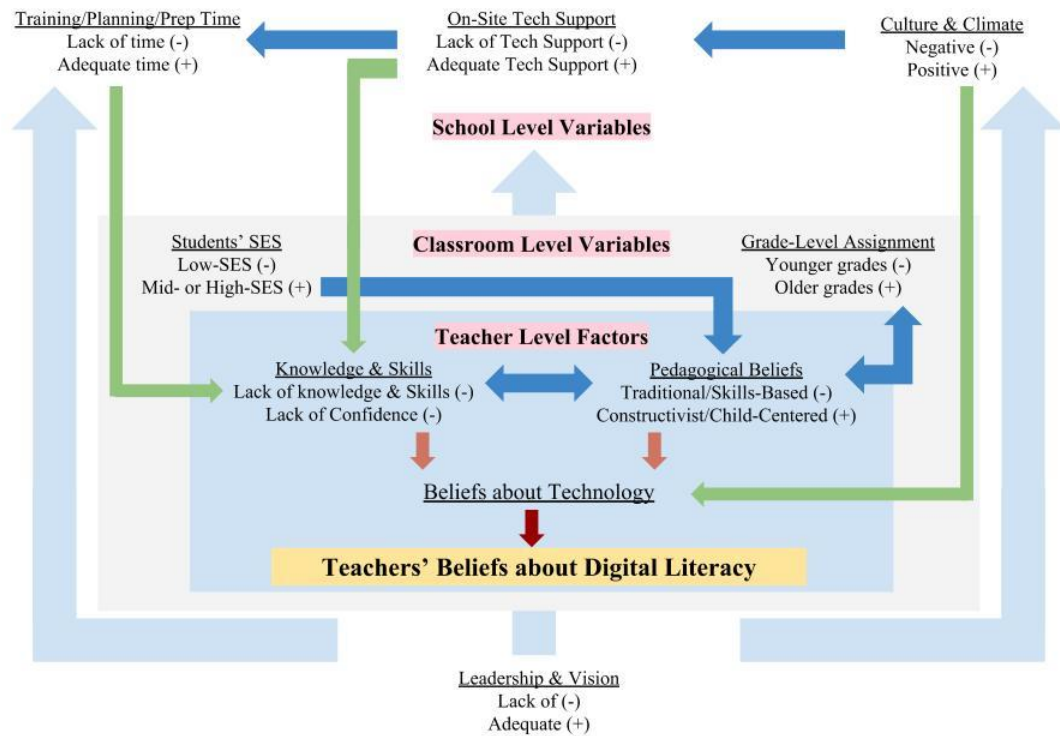 Training/Planning/Prep Time
Lack of time (-)
Adequate time (+)
On-Site Tech Support
Lack of Tech Support (-)
Adequate Tech Support (+)
Culture & Climate
Negative (-)
Positive (+)
School Level Variables
Classroom Level Variables
Students’ SES
Low-SES (-)
Mid- or High-SES (+)
Grade-Level Assignment
Younger grades (-)
Older grades (+)
Teacher Level Factors
Knowledge & Skills
Lack of knowledge & Skills (-)
Lack of Confidence (-)
Pedagogical Beliefs
Traditional/Skills-Based (-)
Constructivist/Child-Centered (+)
Beliefs about Technology
Teachers’ Beliefs about Digital Literacy
Leadership & Vision
Lack of (-)
Adequate (+)